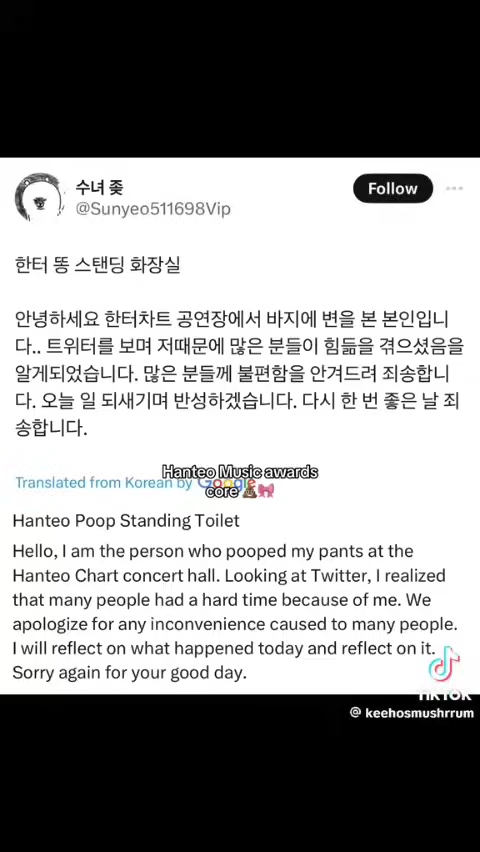 수녀 좆
@Sunyeo511698Vip
Follow
한터 똥 스탠딩 화장실
안녕하세요 한터차트 공연장에서 바지에 변을 본 본인입니
다.. 트위터를 보며 저때문에 많은 분들이 힘듦을 겪으셨음을
알게되었습니다. 많은 분들께 불편함을 안겨드려 죄송합니
다. 오늘 일 되새기며 반성하겠습니다. 다시 한 번 좋은 날 죄
송합니다.
Hanteo Music awards
core 💩🎀
Translated from Korean by Google
Hanteo Poop Standing Toilet
Hello, I am the person who pooped my pants at the
Hanteo Chart concert hall. Looking at Twitter, I realized
that many people had a hard time because of me. We
apologize for any inconvenience caused to many people.
I will reflect on what happened today and reflect on it.
Sorry again for your good day.
TikTok
@ keehosmushrrum